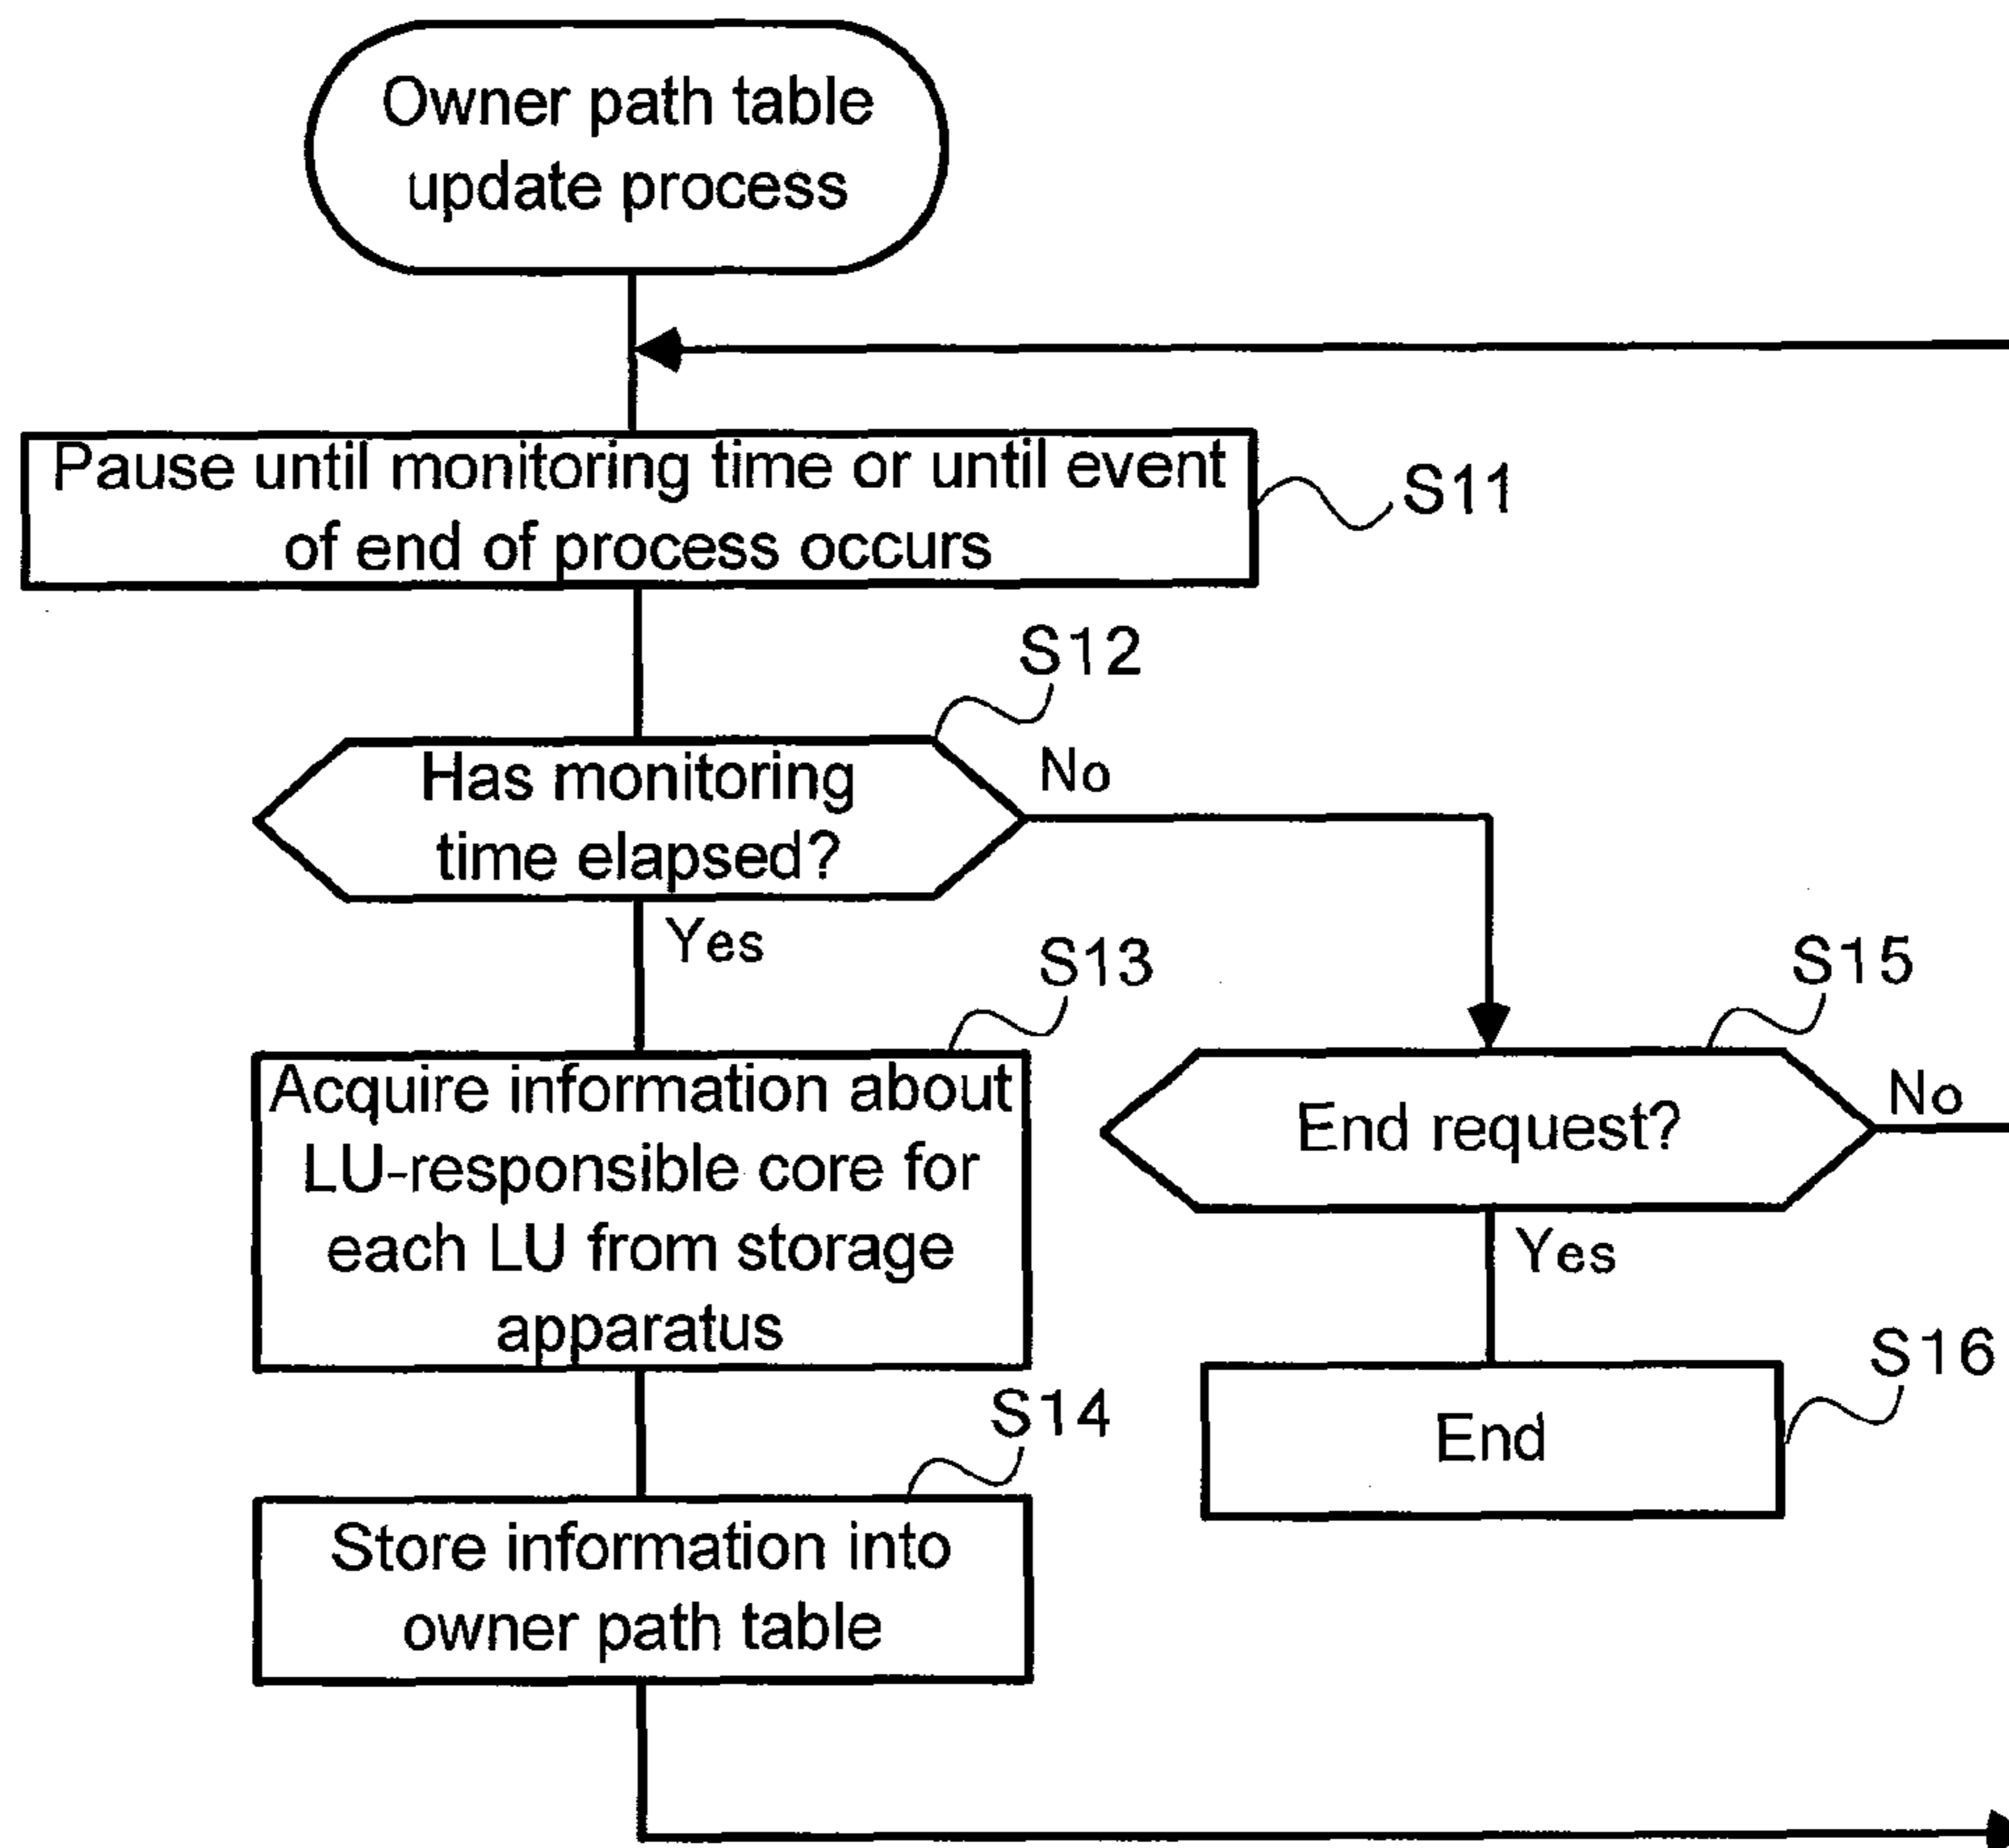 Owner path table
update process
Pause until monitoring time or until event
of end of process occurs
S11
S12
Has monitoring
time elapsed?
No
Yes
S13
Acquire information about
LU-responsible core for
each LU from storage
apparatus
S14
Store information into
owner path table
S15
End request?
No
Yes
S16
End